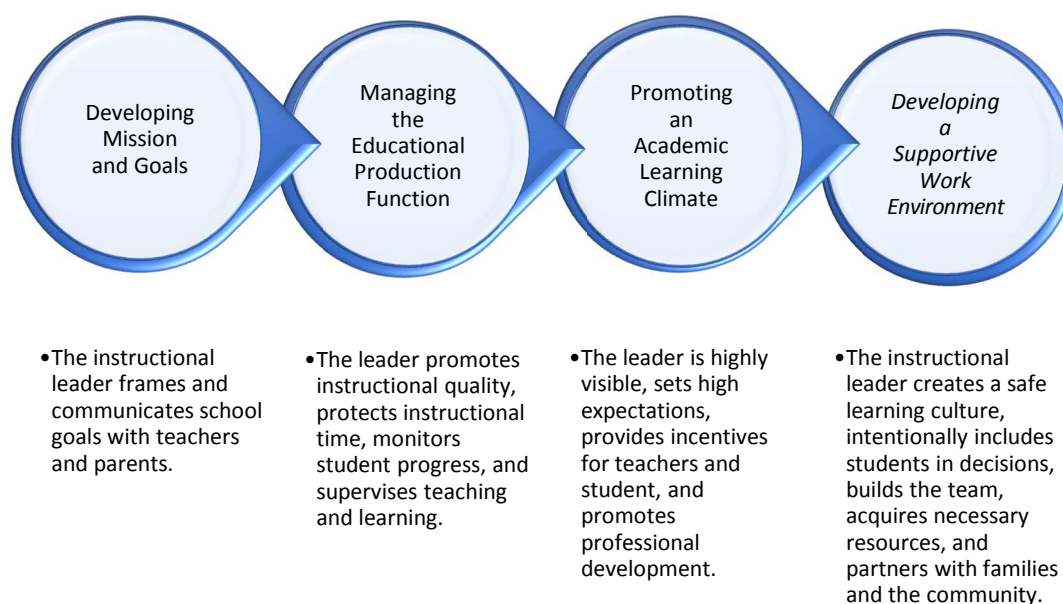 Developing
Mission
and Goals
Managing
the
Educational
Production
Function
Promoting
an
Academic
Learning
Climate
Developing
a
Supportive
Work
Environment
•The instructional
leader frames and
communicates school
goals with teachers
and parents.
•The leader promotes
instructional quality,
protects instructional
time, monitors
student progress, and
supervises teaching
and learning.
•The leader is highly
visible, sets high
expectations,
provides incentives
for teachers and
student, and
promotes
professional
development.
•The instructional
leader creates a safe
learning culture,
intentionally includes
students in decisions,
builds the team,
acquires necessary
resources, and
partners with families
and the community.